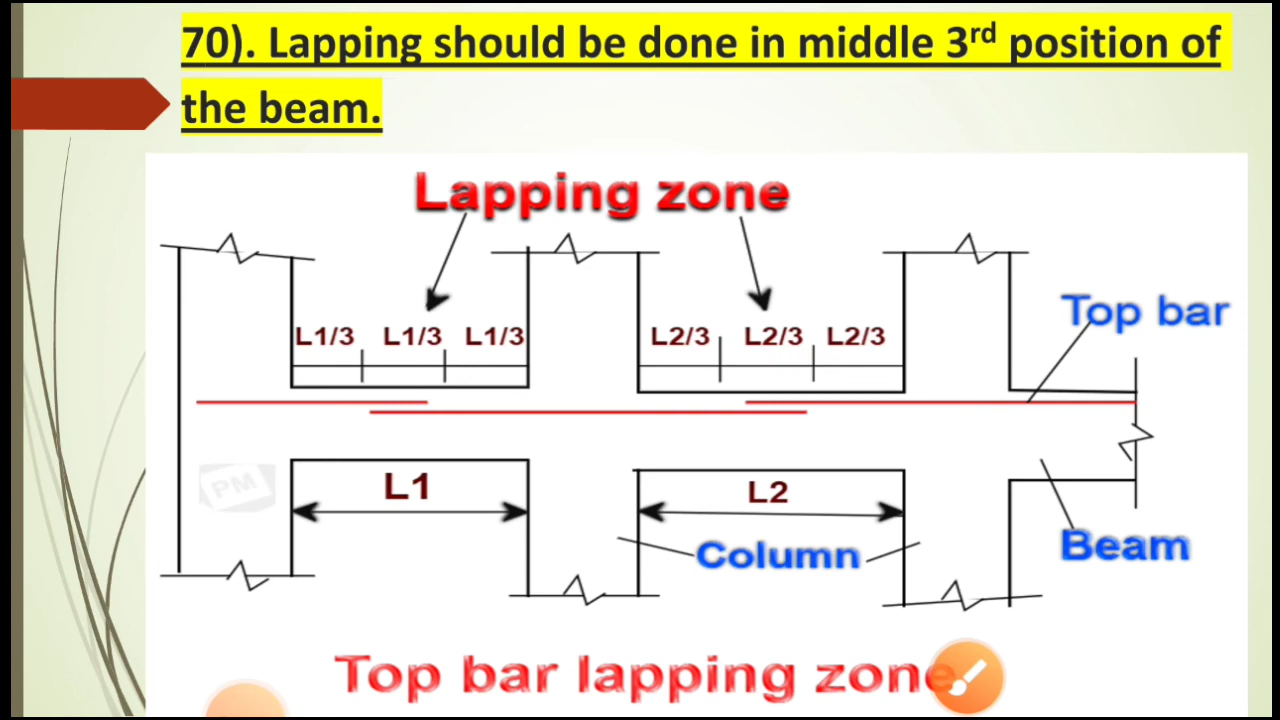 70). Lapping should be done in middle 3rd position of
the beam.
Lapping zone
Top bar
L1/3 L1/3 L1/3 L2/3 L2/3 L2/3
PM
L1
L2
Column
Beam
Top bar lapping zone